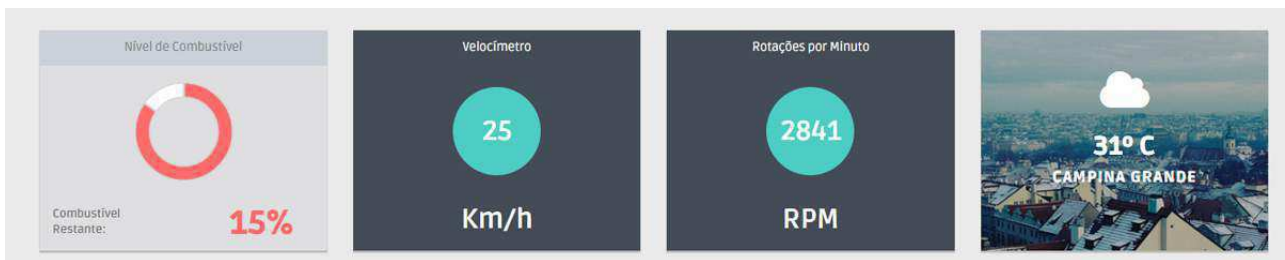 Nível de Combustível
Combustível
Restante:
15%
Velocímetro
25
Km/h
Rotações por Minuto
2841
RPM
31º C
CAMPINA GRANDE